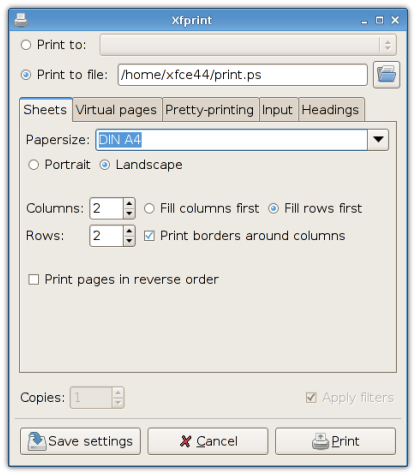 Xfprint
Print to:
Print to file: /home/xfce44/print.ps
Sheets Virtual pages Pretty-printing Input Headings
Papersize: DIN A4
Portrait Landscape
Columns: 2 Fill columns first Fill rows first
Rows: 2 Print borders around columns
Print pages in reverse order
Copies: 1 Apply filters
Save settings Cancel Print